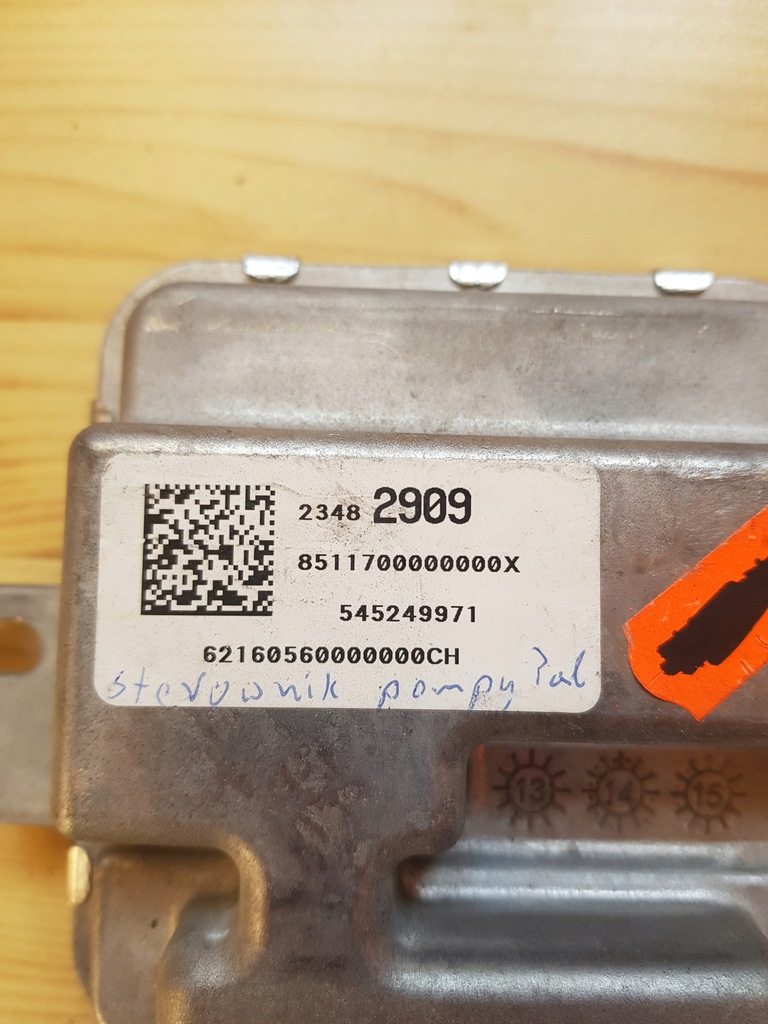 2348 2909
8511700000000X
545249971
62160560000000CH
sterownik pompy Pal
13 14 15